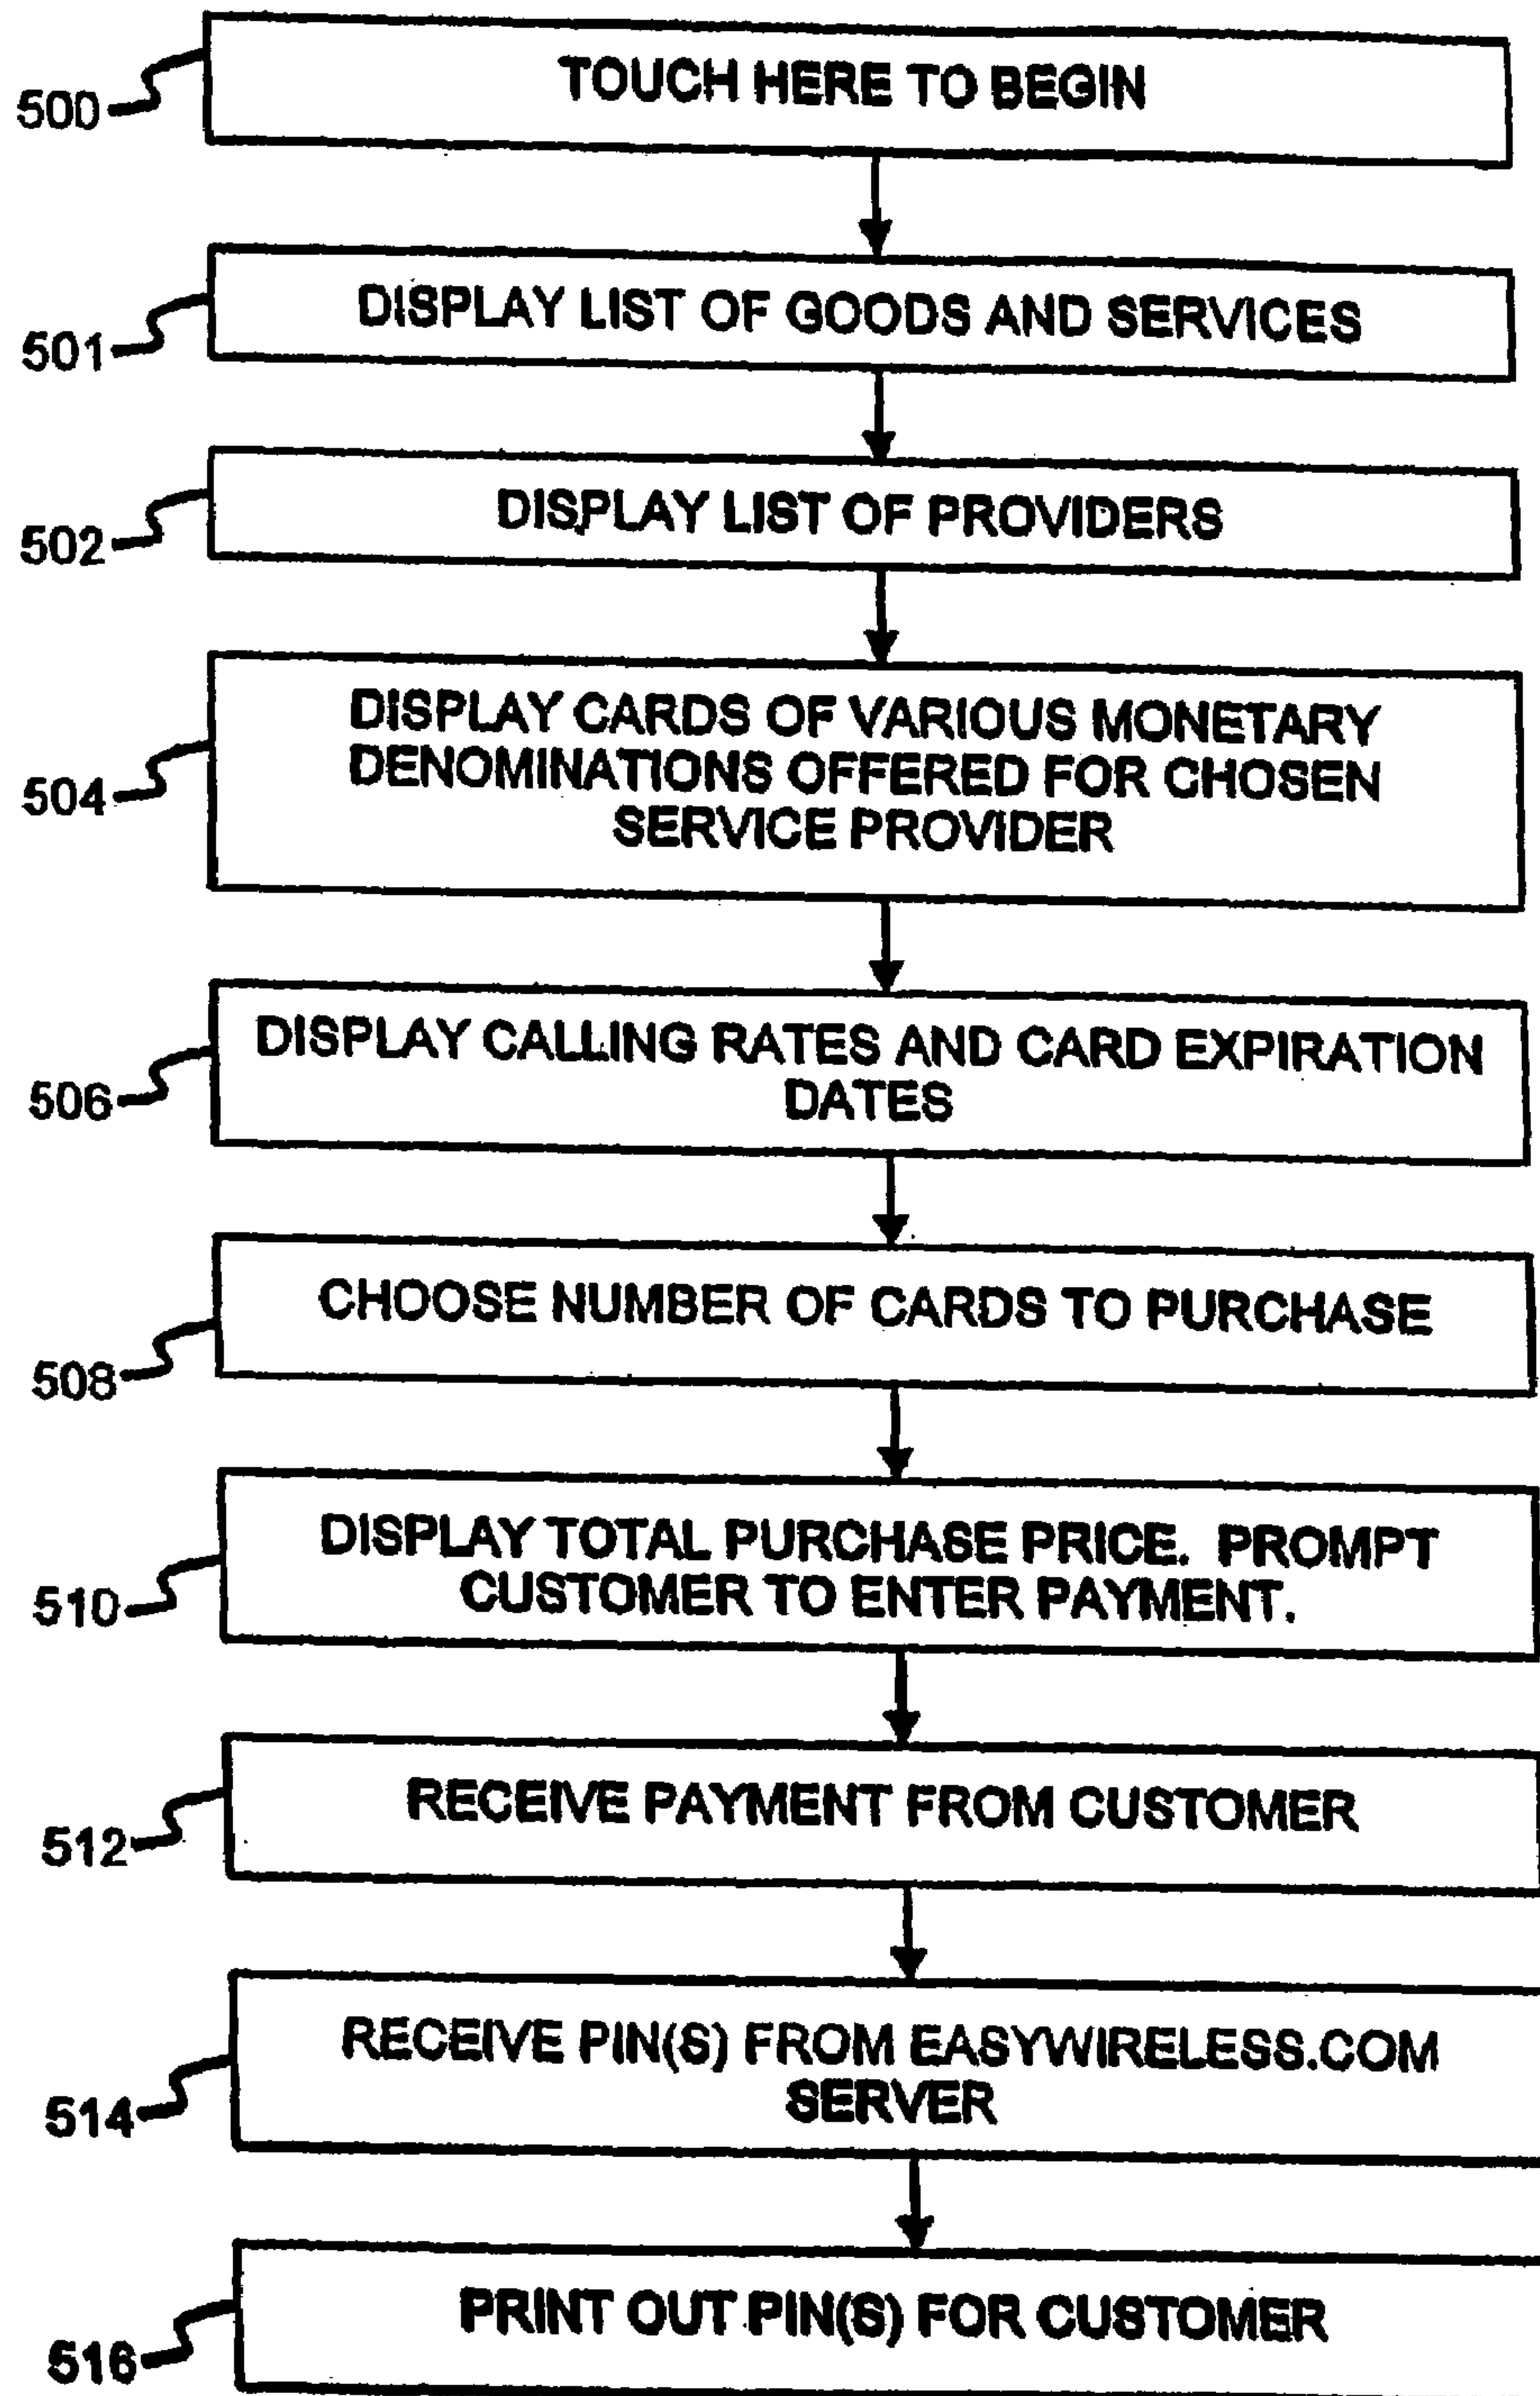 TOUCH HERE TO BEGIN
500
DISPLAY LIST OF GOODS AND SERVICES
501
DISPLAY LIST OF PROVIDERS
502
DISPLAY CARDS OF VARIOUS MONETARY
DENOMINATIONS OFFERED FOR CHOSEN
SERVICE PROVIDER
504
DISPLAY CALLING RATES AND CARD EXPIRATION
DATES
506
CHOOSE NUMBER OF CARDS TO PURCHASE
508
DISPLAY TOTAL PURCHASE PRICE. PROMPT
CUSTOMER TO ENTER PAYMENT.
510
RECEIVE PAYMENT FROM CUSTOMER
512
RECEIVE PIN(S) FROM EASYWIRELESS.COM
SERVER
514
PRINT OUT PIN(S) FOR CUSTOMER
516